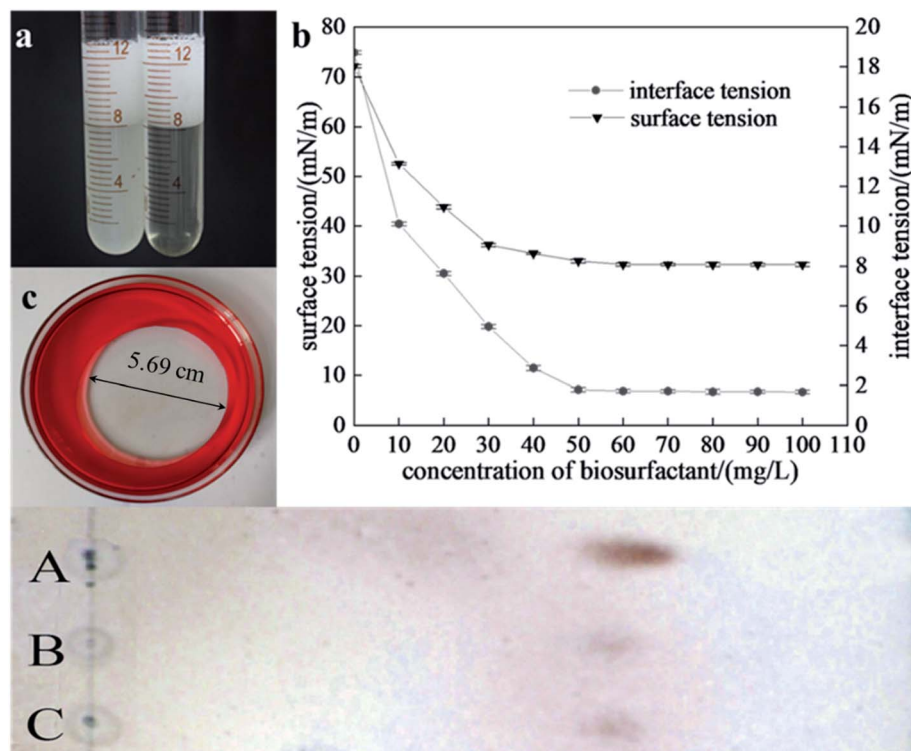 a
12
12
8
8
4
4
b
surface tension/(mN/m)
80
70
60
50
40
30
20
10
0
interface tension
surface tension
20
18
16
14
12
10
8
6
4
2
0
interface tension/(mN/m)
0 10 20 30 40 50 60 70 80 90 100 110
concentration of biosurfactant/(mg/L)
c
5.69 cm
A
B
C